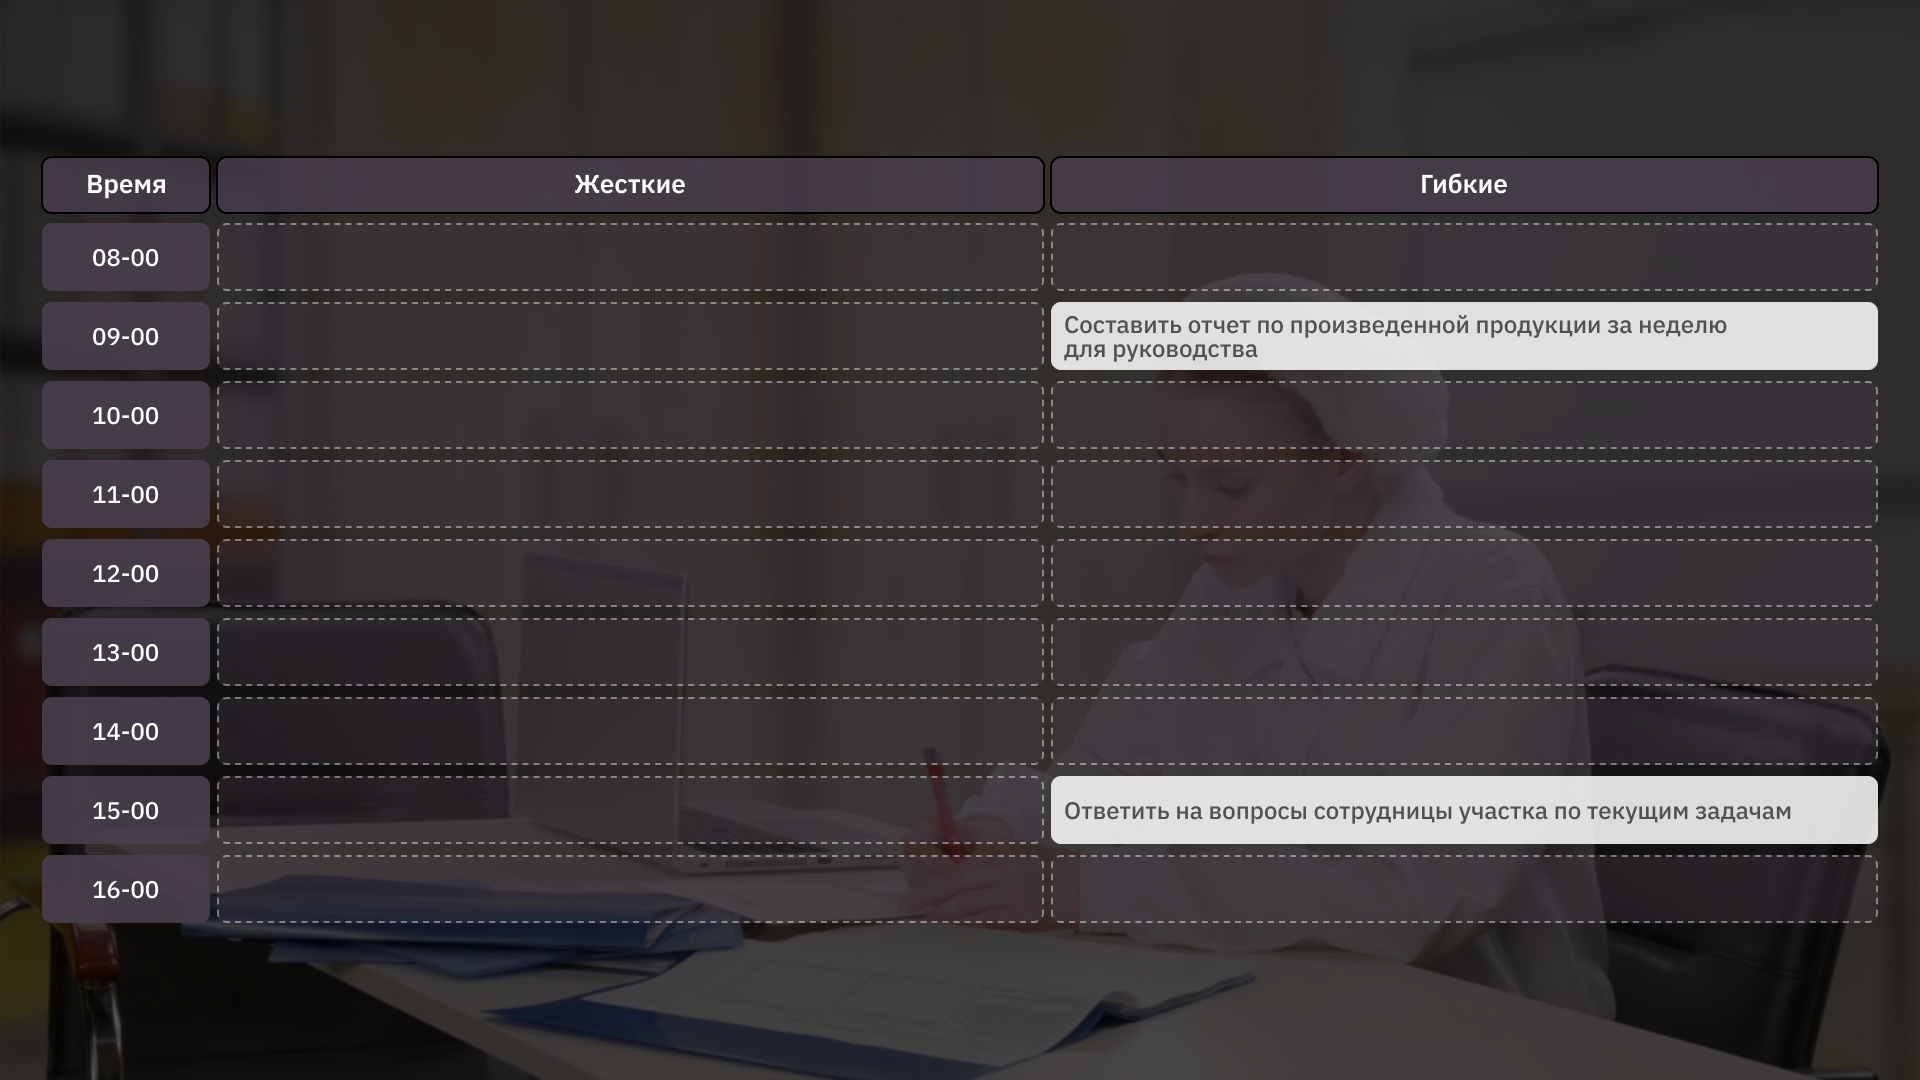 Время
Жесткие
Гибкие
08-00
09-00
Составить отчет по произведенной продукции за неделю
для руководства
10-00
11-00
12-00
13-00
14-00
15-00
Ответить на вопросы сотрудницы участка по текущим задачам
16-00